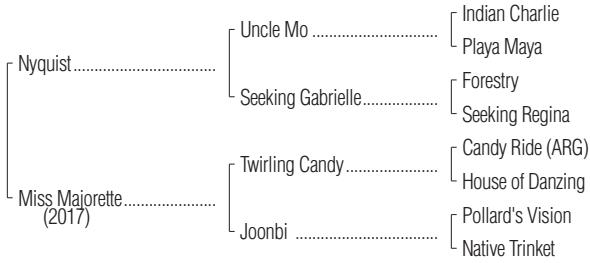 Indian Charlie
Uncle Mo ..............................
Playa Maya
Nyquist ..................................
Forestry
Seeking Gabrielle..................
Seeking Regina
Candy Ride (ARG)
Twirling Candy......................
House of Danzing
Miss Majorette......................
(2017)
Pollard's Vision
Joonbi ..................................
Native Trinket